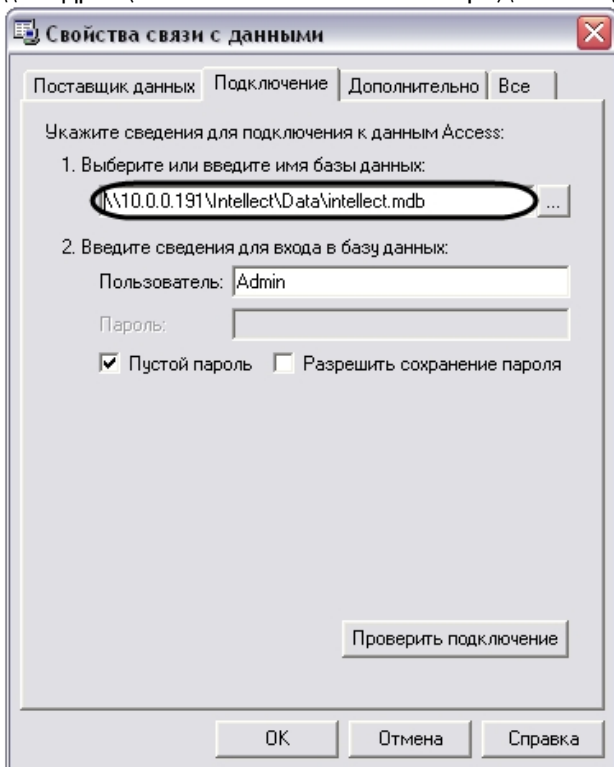 Свойства связи с данными
Поставщик данных Подключение Дополнительно Все
Укажите сведения для подключения к данным Access:
1. Выберите или введите имя базы данных:
\\10.0.0.191\Intellect\Data\intellect.mdb ...
2. Введите сведения для входа в базу данных:
Пользователь: Admin
Пароль:
Пустой пароль Разрешить сохранение пароля
Проверить подключение
OK Отмена Справка